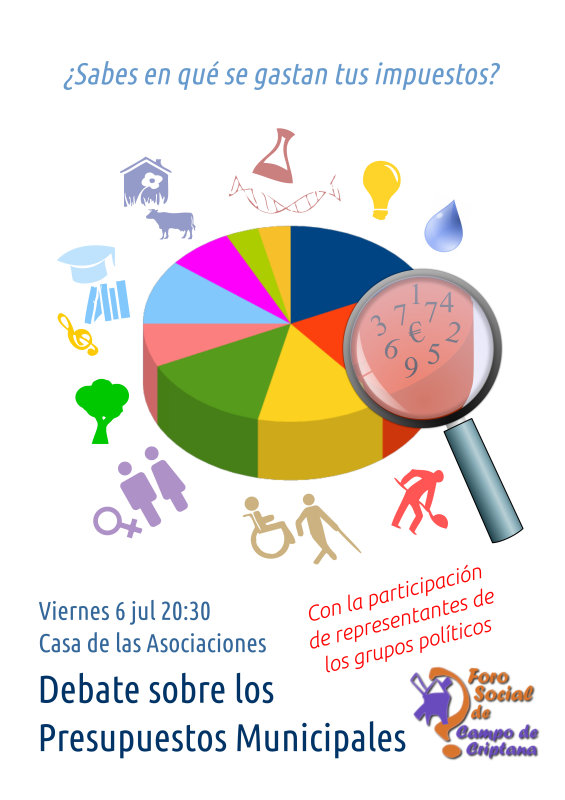 ¿Sabes en qué se gastan tus impuestos?
1
3 7 7 4
€ 2
6 5
9
Con la participación
de representantes de
los grupos políticos
Viernes 6 jul 20:30
Casa de las Asociaciones
Debate sobre los
Presupuestos Municipales
Foro
Social
de
Campo de
Criptana